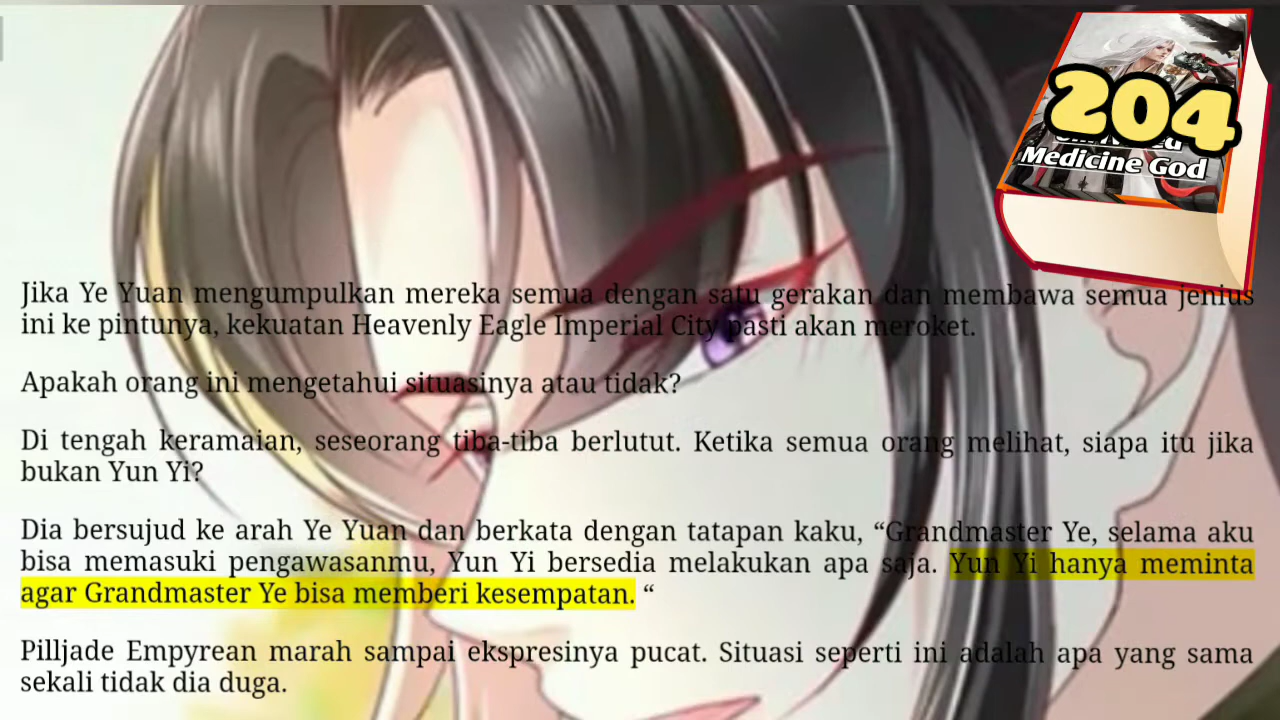 204
Medicine God
Jika Ye Yuan mengumpulkan mereka semua dengan satu gerakan dan membawa semua jenius
ini ke pintunya, kekuatan Heavenly Eagle Imperial City pasti akan meroket.
Apakah orang ini mengetahui situasinya atau tidak?
Di tengah keramaian, seseorang tiba-tiba berlutut. Ketika semua orang melihat, siapa itu jika
bukan Yun Yi?
Dia bersujud ke arah Ye Yuan dan berkata dengan tatapan kaku, “Grandmaster Ye, selama aku
bisa memasuki pengawasanmu, Yun Yi bersedia melakukan apa saja. Yun Yi hanya meminta
agar Grandmaster Ye bisa memberi kesempatan. “
Pilljade Empyrean marah sampai ekspresinya pucat. Situasi seperti ini adalah apa yang sama
sekali tidak dia duga.